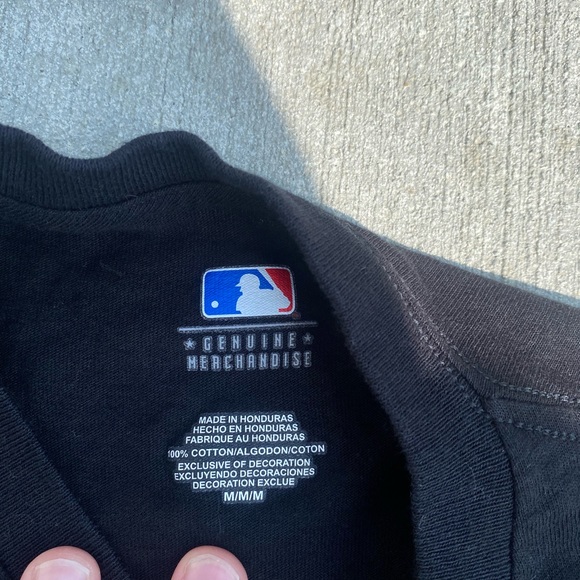 ★ GENUINE ★
MERCHANDISE
MADE IN HONDURAS
HECHO EN HONDURAS
FABRIQUE AU HONDURAS
100% COTTON/ALGODON/COTON
EXCLUSIVE OF DECORATION
EXCLUYENDO DECORACIONES
DECORATION EXCLUE
M/M/M